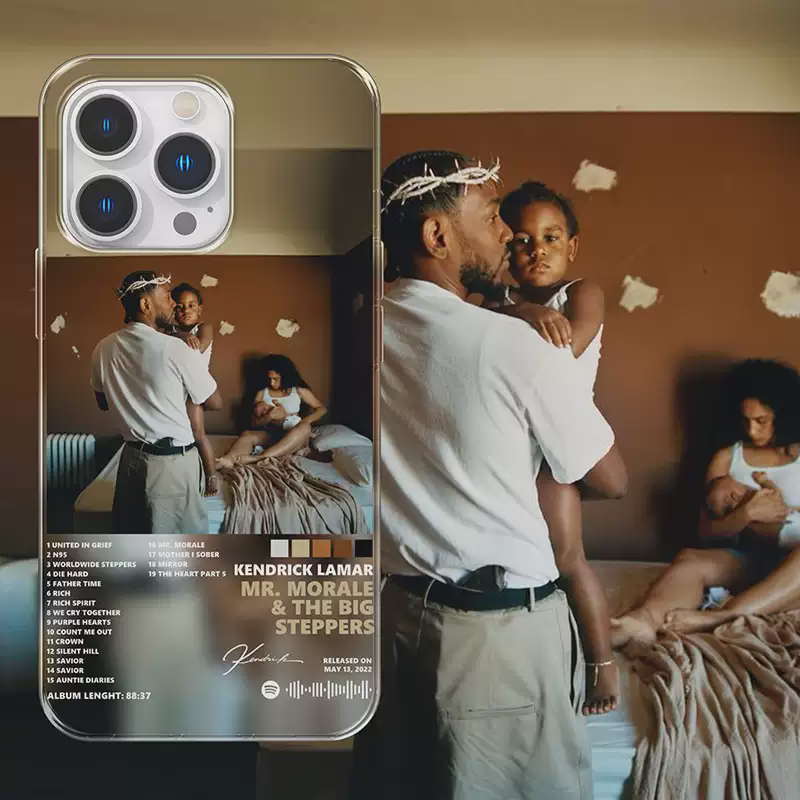 1 UNITED IN GRIEF
2 N95
3 WORLDWIDE STEPPERS
4 DIE HARD
5 FATHER TIME
6 RICH
7 RICH SPIRIT
8 WE CRY TOGETHER
9 PURPLE HEARTS
10 COUNT ME OUT
11 CROWN
12 SILENT HILL
13 SAVIOR
14 SAVIOR
15 AUNTIE DIARIES
16 MR. MORALE
17 MOTHER I SOBER
18 MIRROR
19 THE HEART PART 5
ALBUM LENGHT: 88:37
KENDRICK LAMAR
MR. MORALE
& THE BIG
STEPPERS
Kendrick
RELEASED ON
MAY 13, 2022